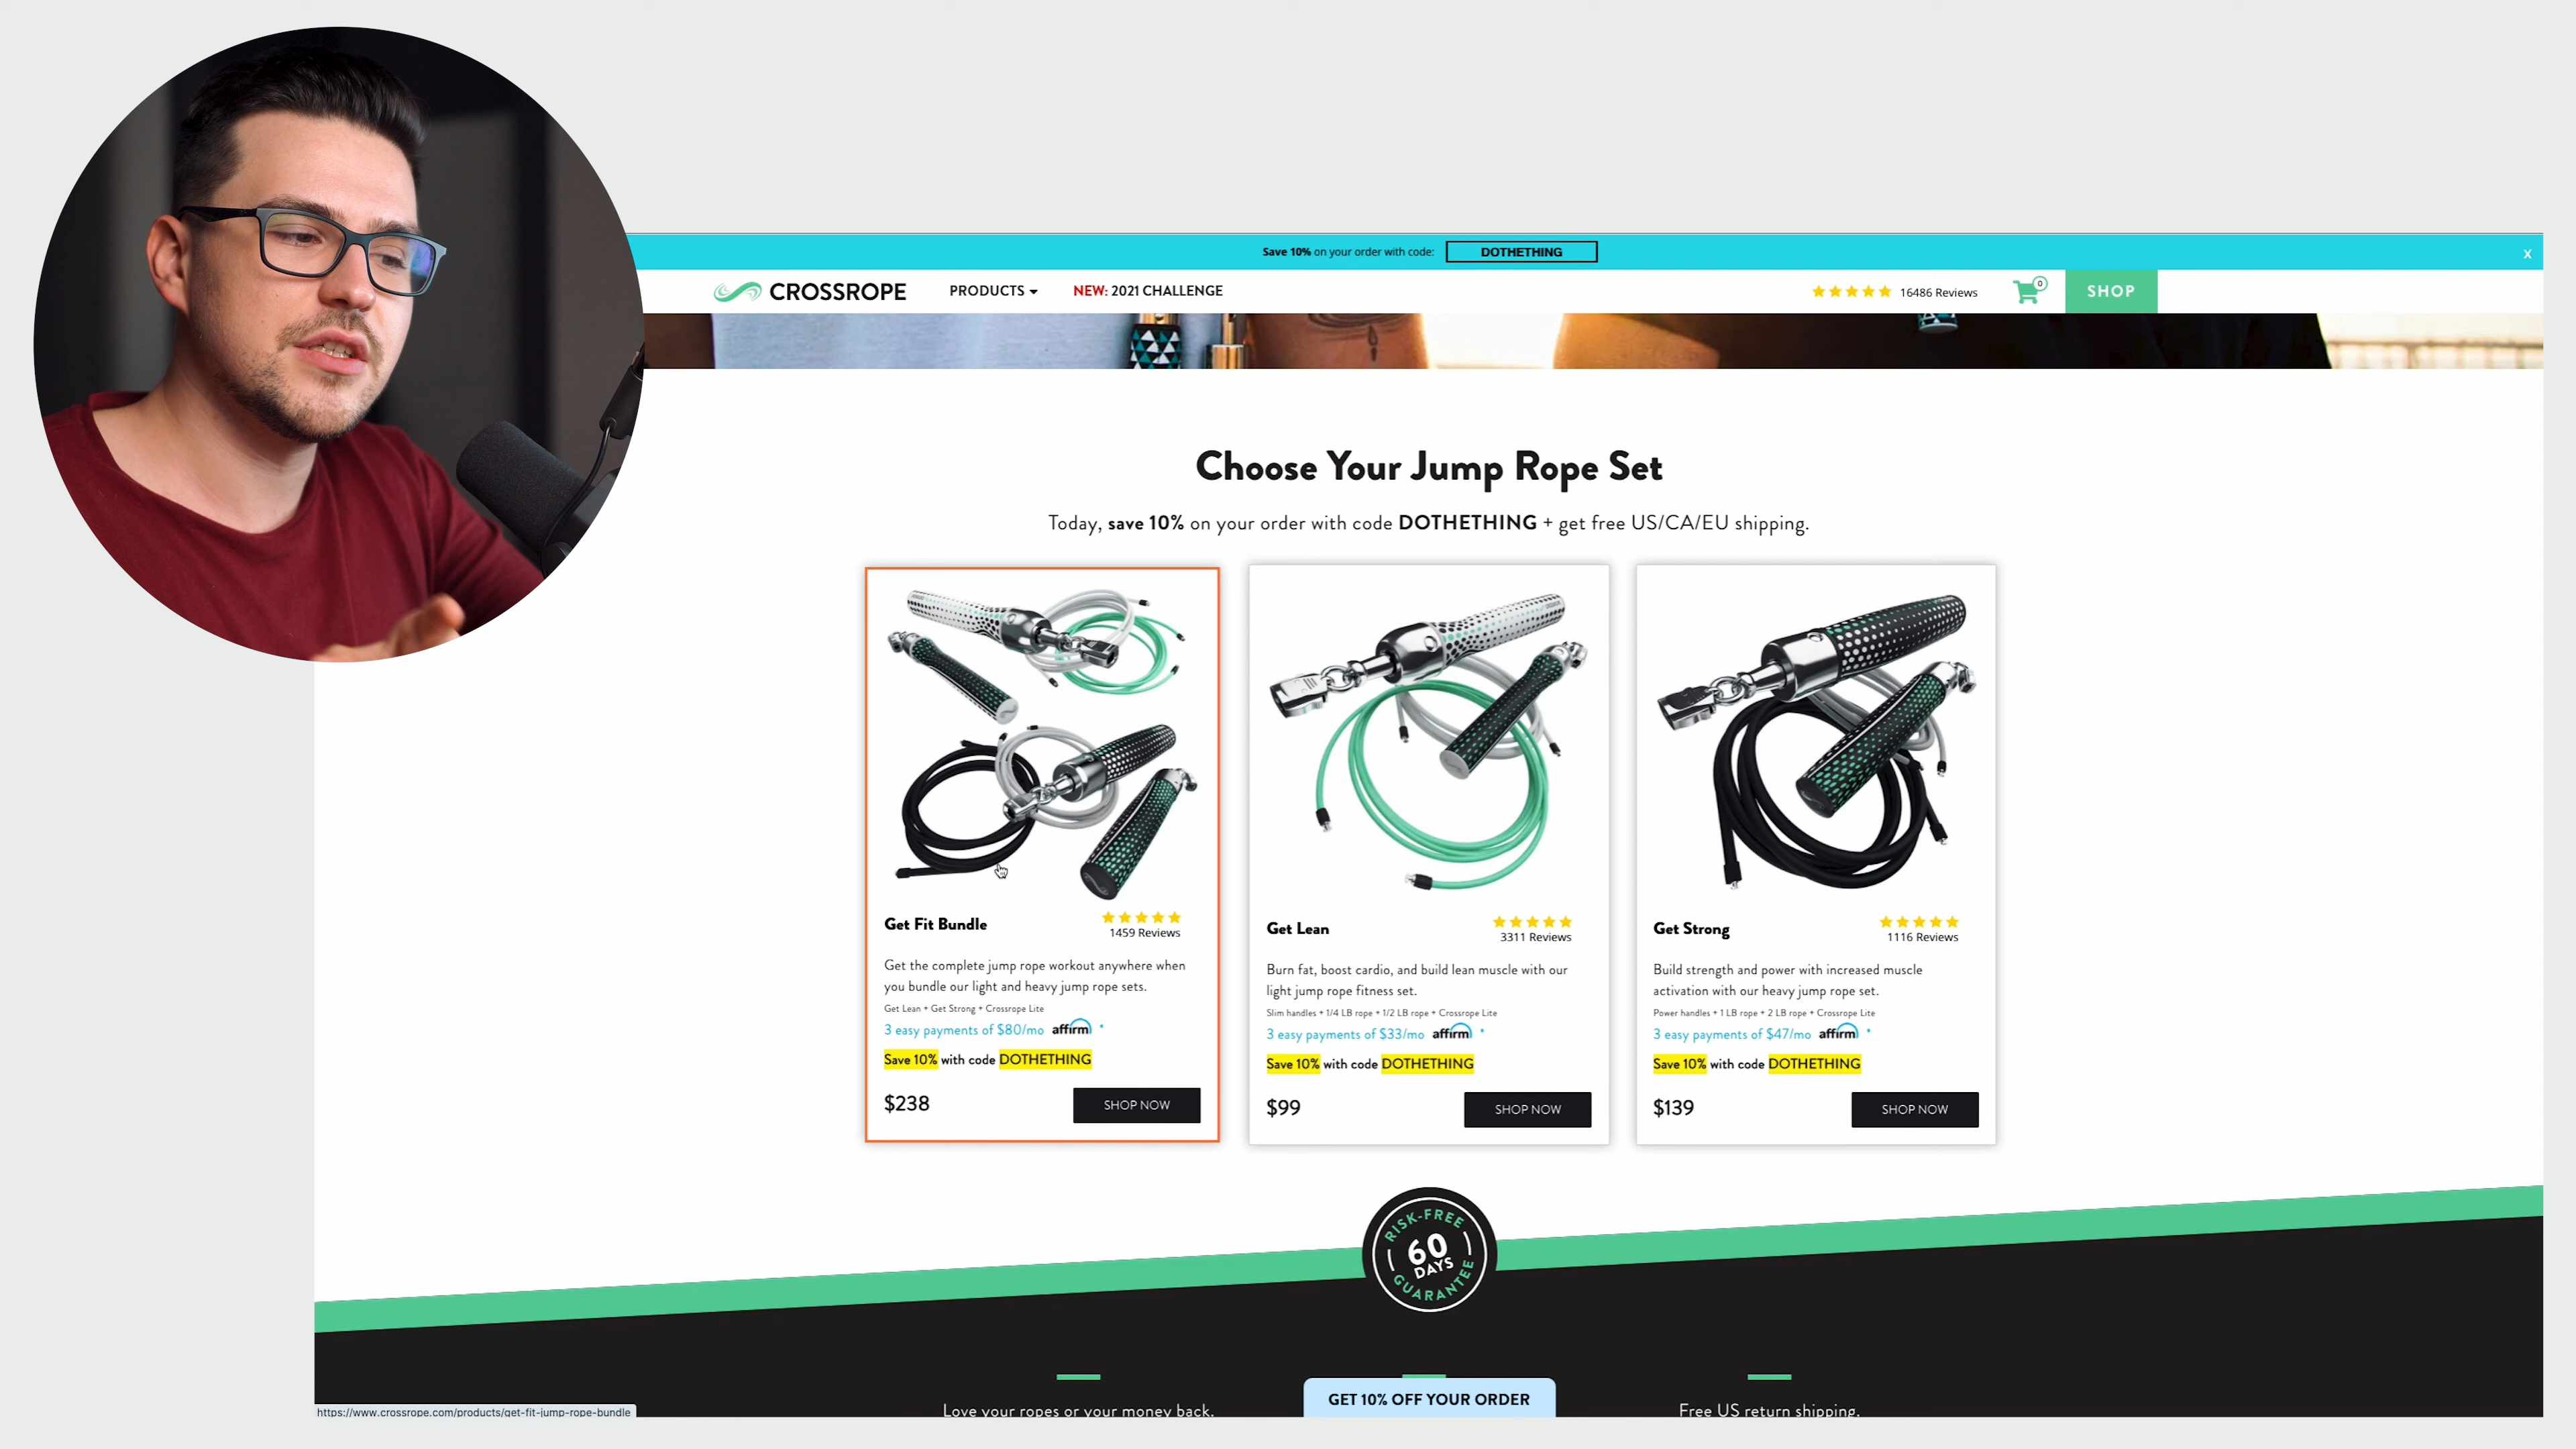 Save 10% on your order with code: DOTHETHING
X
CROSSROPE PRODUCTS NEW: 2021 CHALLENGE 16486 Reviews 0 SHOP
Choose Your Jump Rope Set
Today, save 10% on your order with code DOTHETHING + get free US/CA/EU shipping.
Get Fit Bundle
1459 Reviews
Get the complete jump rope workout anywhere when
you bundle our light and heavy jump rope sets.
Get Lean + Get Strong + Crossrope Lite
3 easy payments of $80/mo affirm *
Save 10% with code DOTHETHING
$238 SHOP NOW
Get Lean
3311 Reviews
Burn fat, boost cardio, and build lean muscle with our
light jump rope fitness set.
Slim handles + 1/4 LB rope + 1/2 LB rope + Crossrope Lite
3 easy payments of $33/mo affirm *
Save 10% with code DOTHETHING
$99 SHOP NOW
Get Strong
1116 Reviews
Build strength and power with increased muscle
activation with our heavy jump rope set.
Power handles + 1 LB rope + 2 LB rope + Crossrope Lite
3 easy payments of $47/mo affirm *
Save 10% with code DOTHETHING
$139 SHOP NOW
RISK-FREE
60
DAYS
GUARANTEE
Love your ropes or your money back.
GET 10% OFF YOUR ORDER
Free US return shipping.
https://www.crossrope.com/products/get-fit-jump-rope-bundle